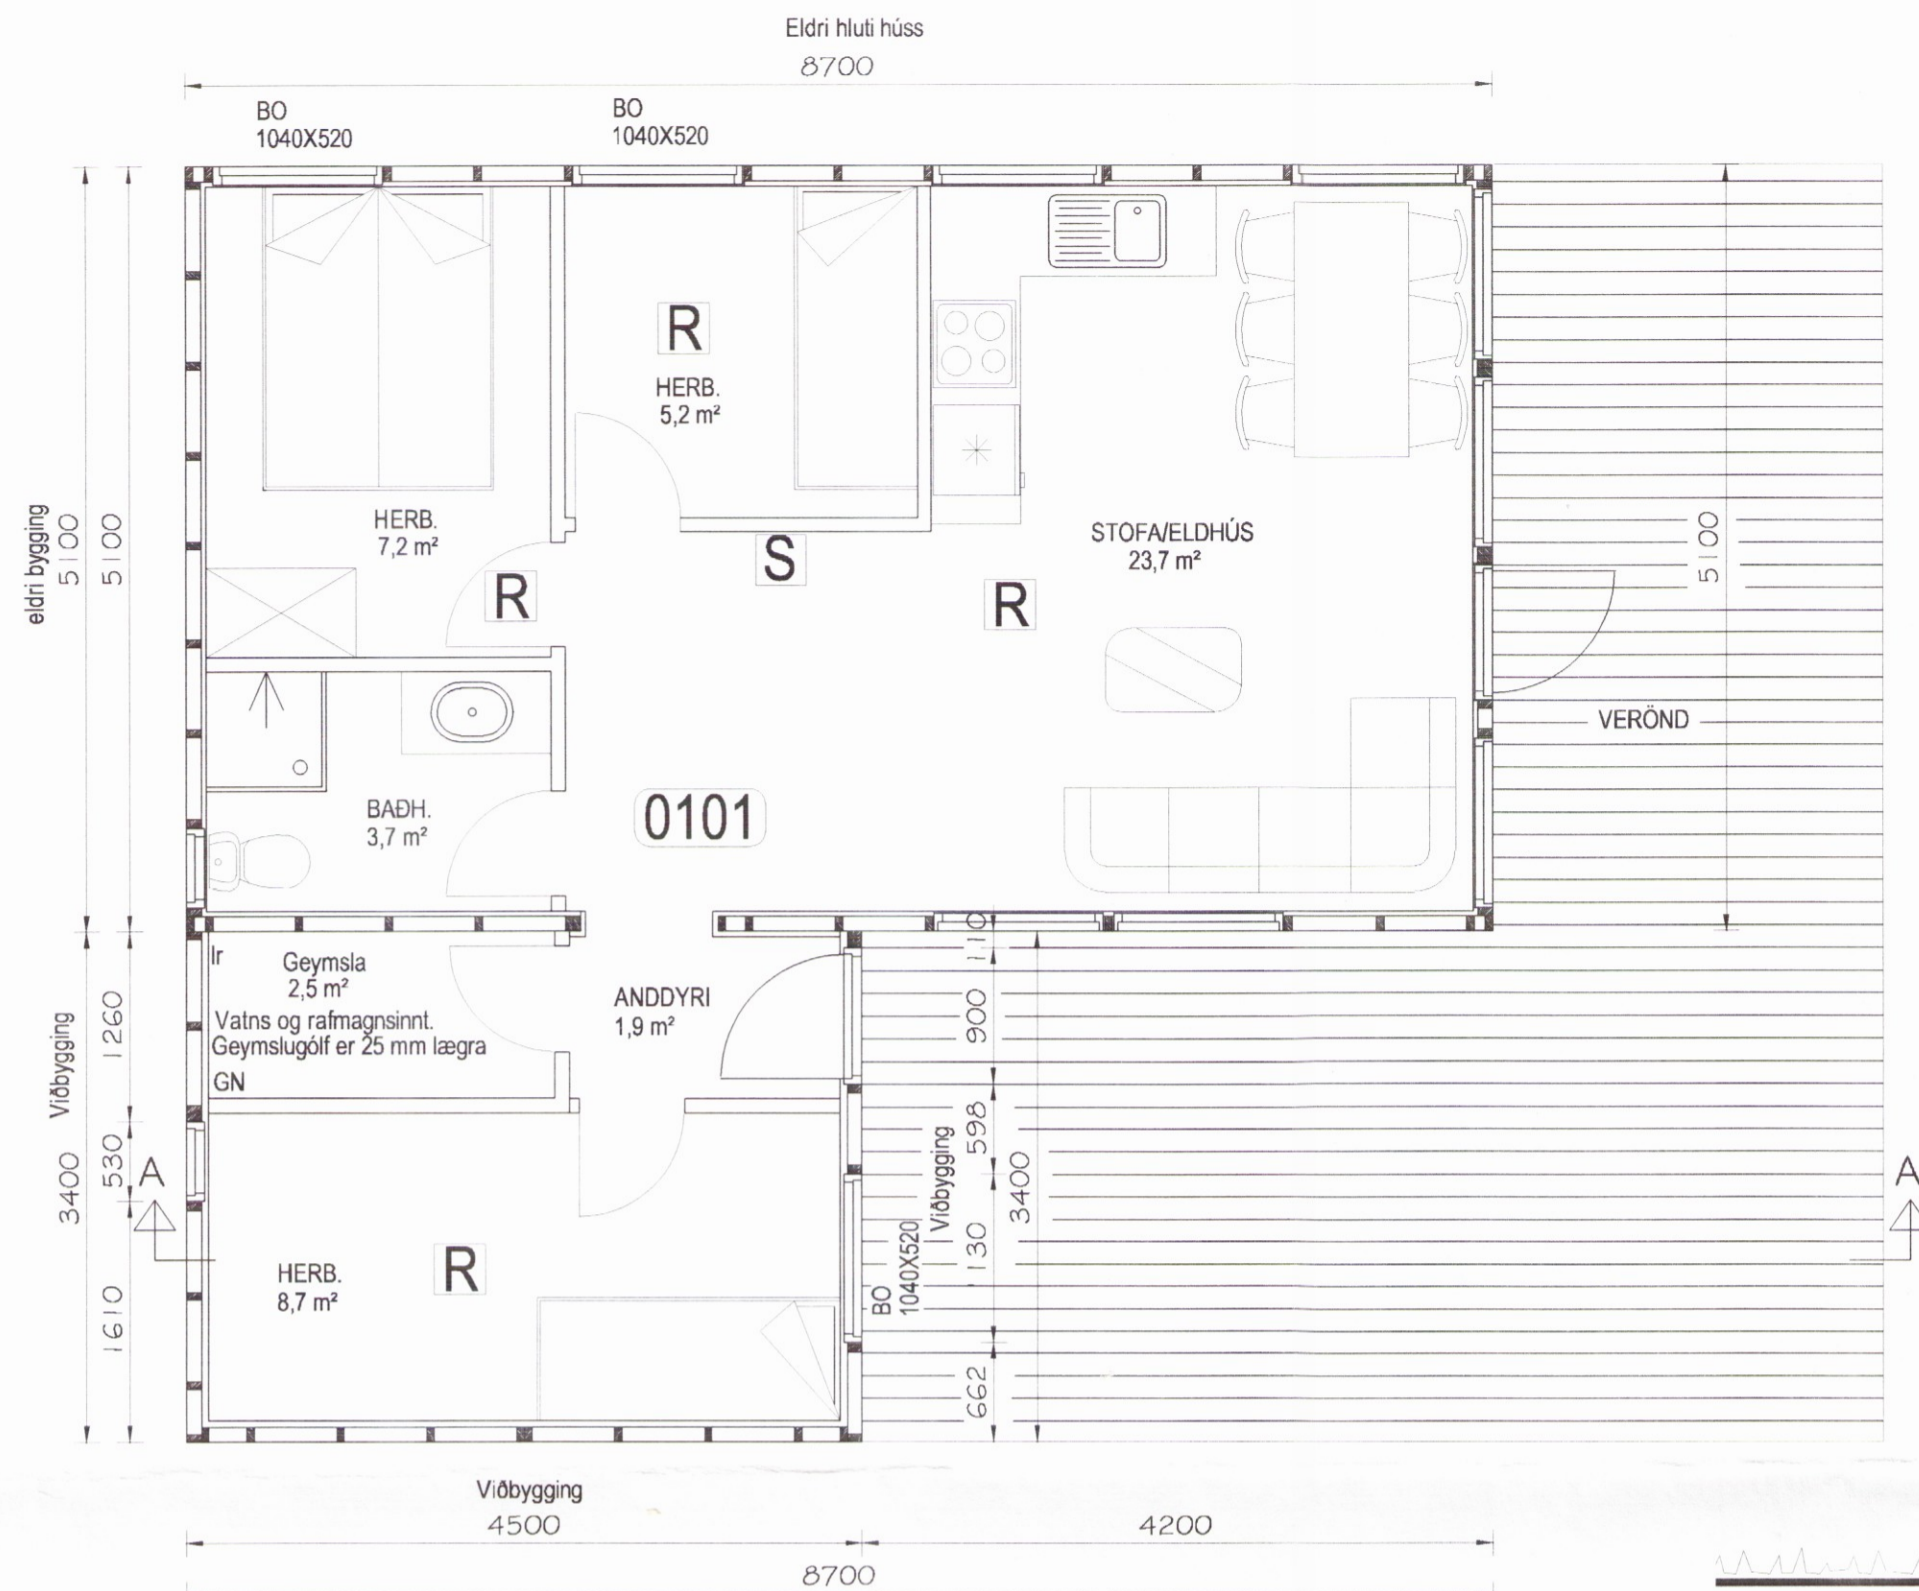 Eldri hluti húss
8700
BO
1040X520
BO
1040X520
eldri bygging
5100
5100
HERB.
7,2 m²
R
R
HERB.
5,2 m²
S
R
STOFA/ELDHÚS
23,7 m²
5100
VERÖND
BAÐH.
3,7 m²
0101
Ir
Geymsla
2,5 m²
Vatns og rafmagnsinnt.
Geymslugólf er 25 mm lægra
GN
ANDDYRI
1,9 m²
Viðbygging
3400
1260
530
1610
A
HERB.
8,7 m²
R
BO
1040X520
Viðbygging
110
900
598
1130
662
3400
A
Viðbygging
4500
4200
8700